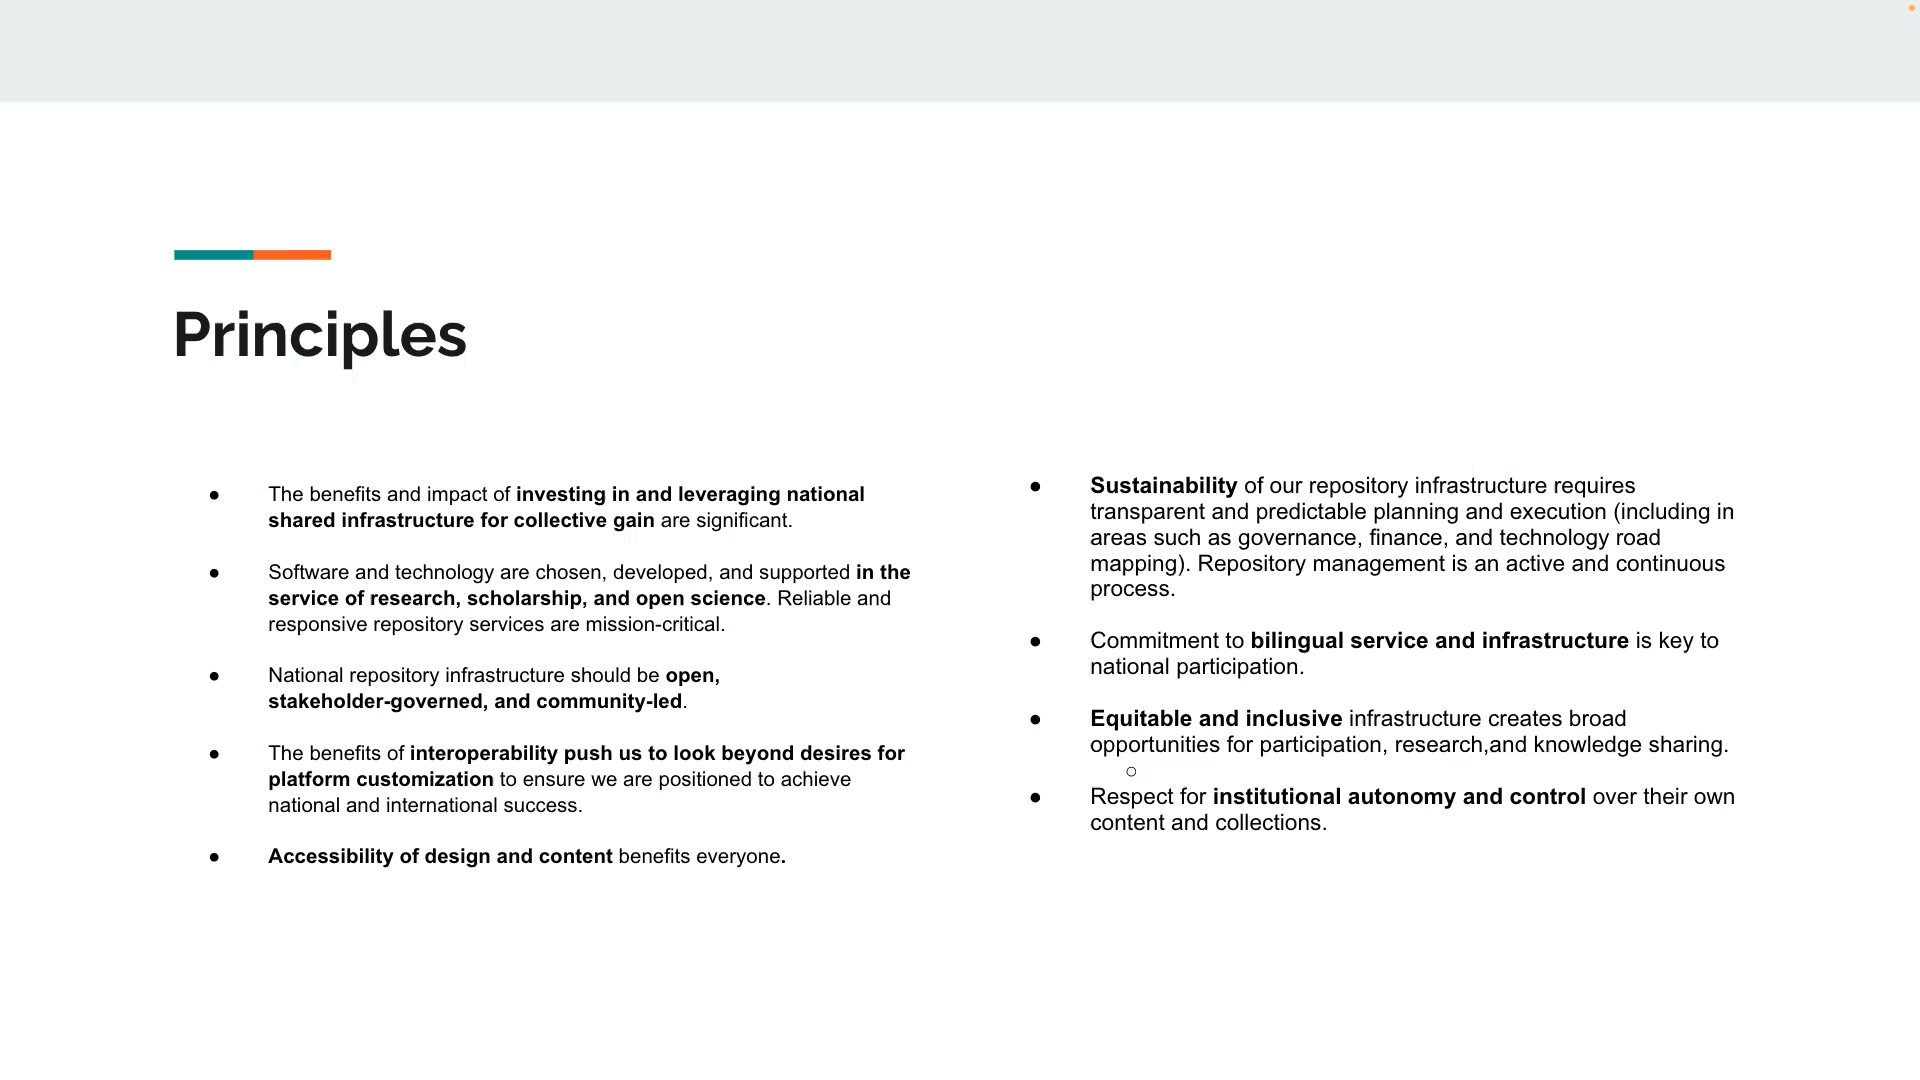 Principles
● The benefits and impact of investing in and leveraging national
shared infrastructure for collective gain are significant.
● Software and technology are chosen, developed, and supported in the
service of research, scholarship, and open science. Reliable and
responsive repository services are mission-critical.
● National repository infrastructure should be open,
stakeholder-governed, and community-led.
● The benefits of interoperability push us to look beyond desires for
platform customization to ensure we are positioned to achieve
national and international success.
● Accessibility of design and content benefits everyone.
● Sustainability of our repository infrastructure requires
transparent and predictable planning and execution (including in
areas such as governance, finance, and technology road
mapping). Repository management is an active and continuous
process.
● Commitment to bilingual service and infrastructure is key to
national participation.
● Equitable and inclusive infrastructure creates broad
opportunities for participation, research,and knowledge sharing.
○
● Respect for institutional autonomy and control over their own
content and collections.